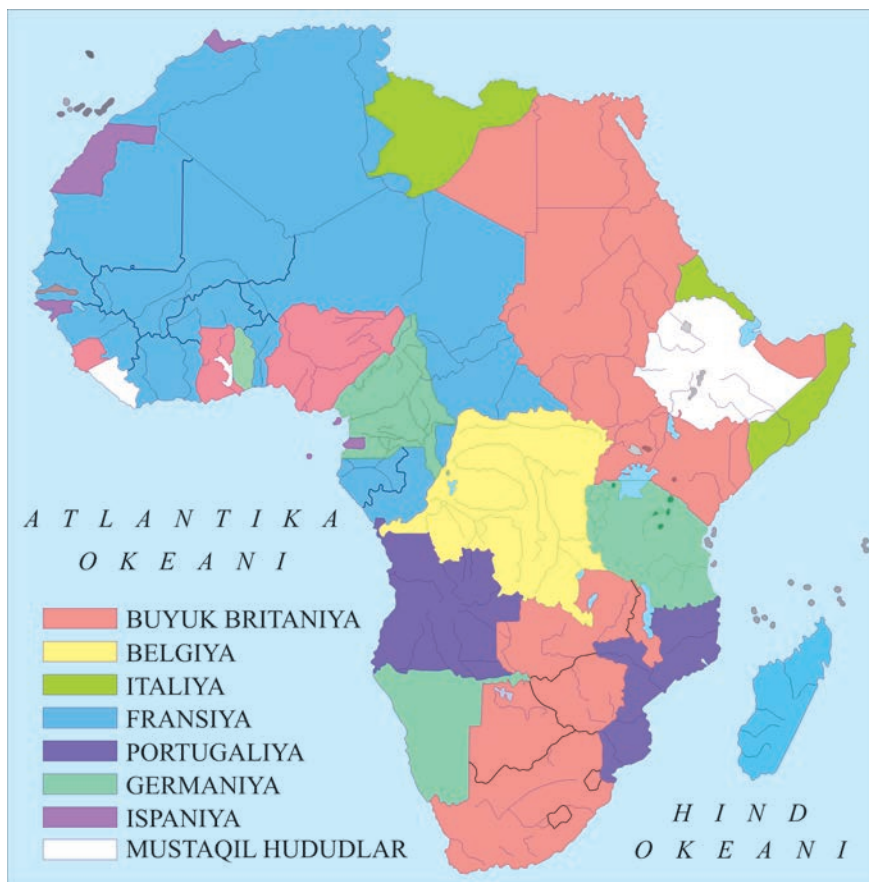 A T L A N T I K A
O K E A N I
BUYUK BRITANIYA
BELGIYA
ITALIYA
FRANSIYA
PORTUGALIYA
GERMANIYA
ISPANIYA
MUSTAQIL HUDUDLAR
H I N D
O K E A N I